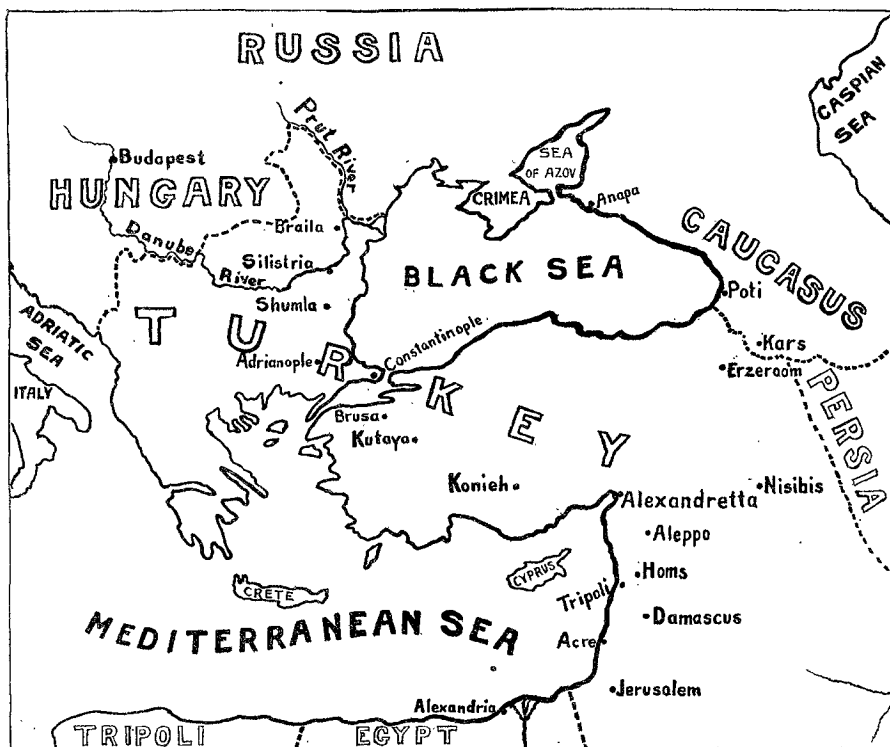 RUSSIA
CASPIAN
SEA
Prut River
SEA
OF AZOV
Budapest
HUNGARY
CRIMEA
Anapa
CAUCASUS
Braila
Danube
River
Silistria
BLACK SEA
Poti
Shumla
TURKEY
ADRIATIC
SEA
Constantinople
Kars
Adrianople
Erzeroom
ITALY
PERSIA
Brusa
Kutaya
Konieh
Alexandretta
Nisibis
Aleppo
CYPRUS
Homs
CRETE
Tripoli
Damascus
MEDITERRANEAN SEA
Acre
Jerusalem
Alexandria
TRIPOLI
EGYPT